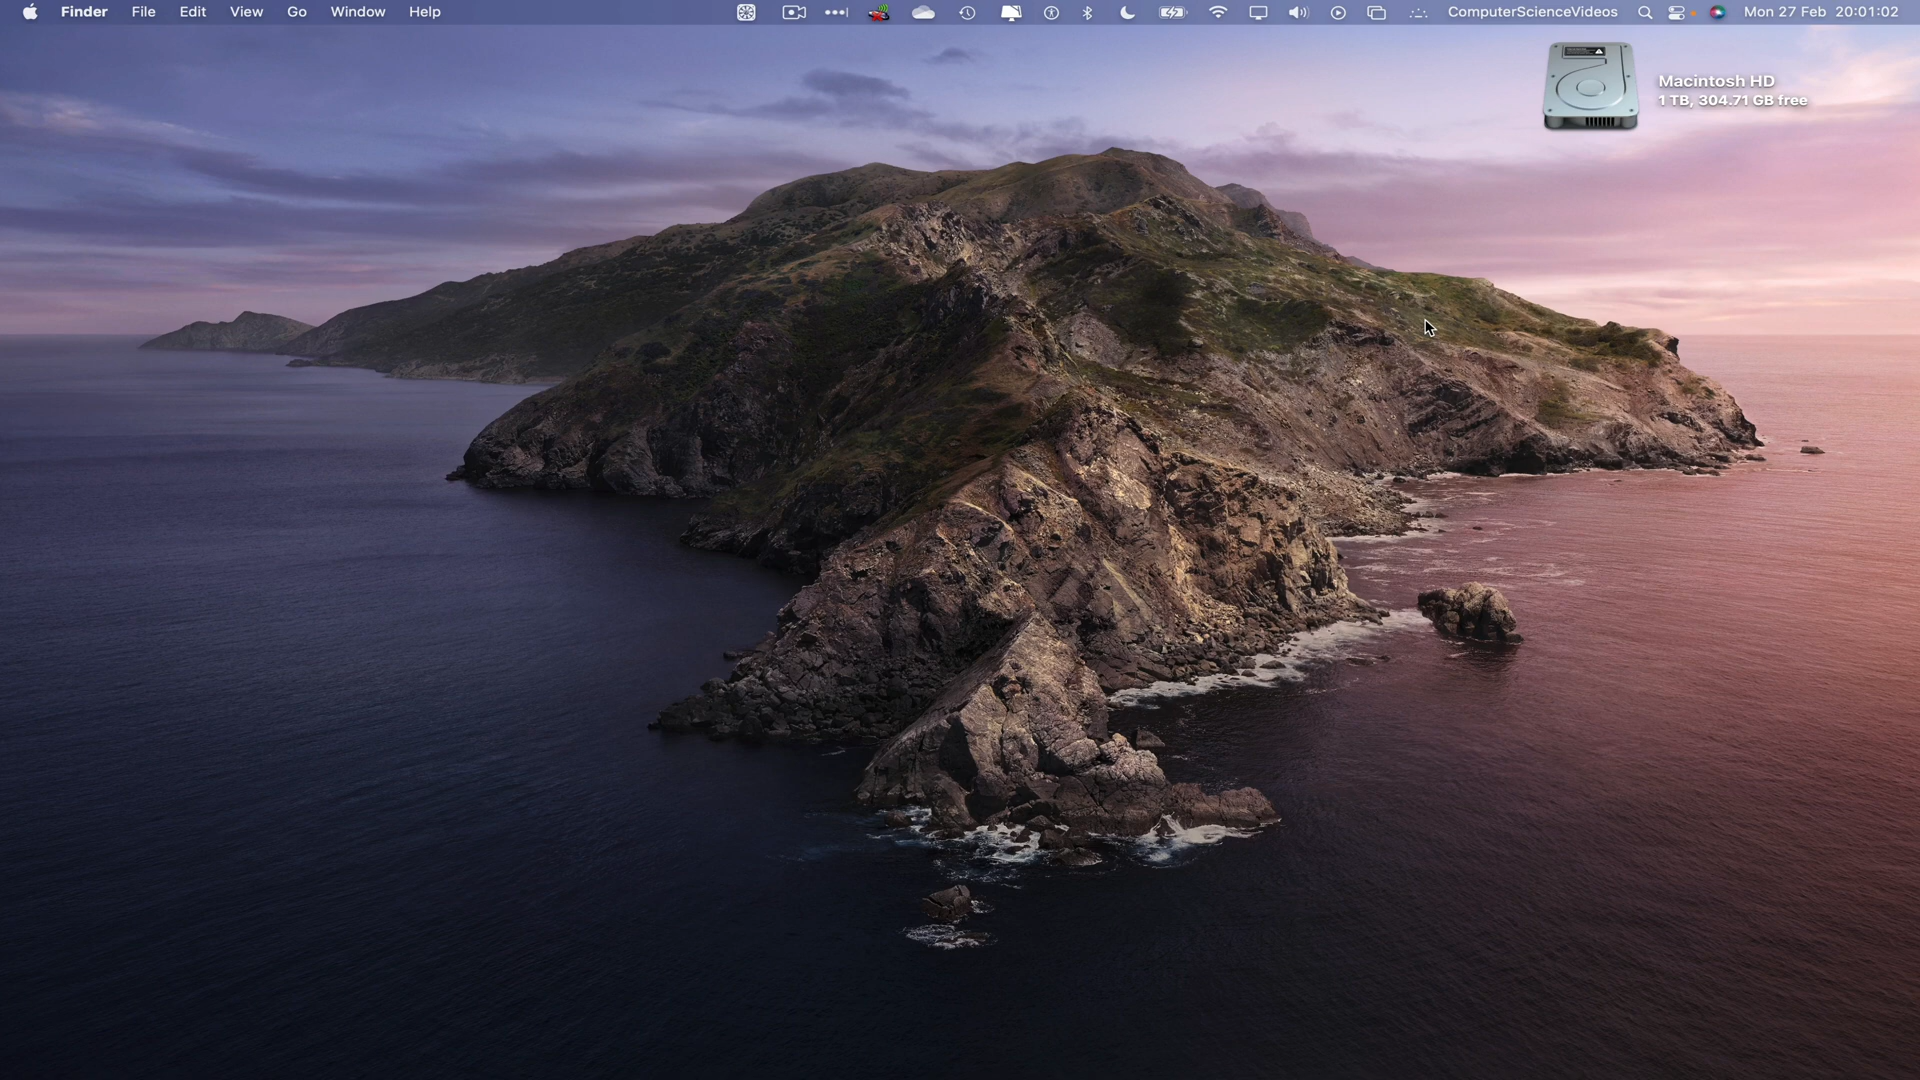 Finder File Edit View Go Window Help ComputerScienceVideos Mon 27 Feb 20:01:02
Macintosh HD
1 TB, 304.71 GB free